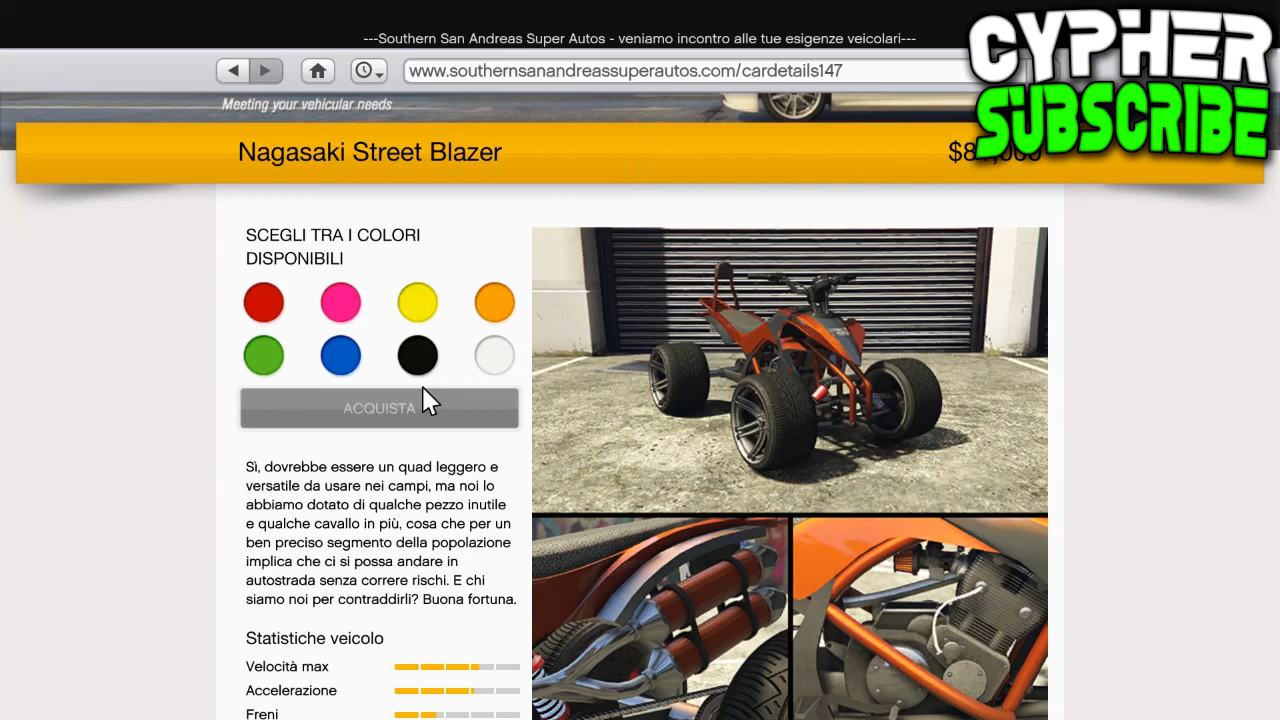 ---Southern San Andreas Super Autos - veniamo incontro alle tue esigenze veicolari---
www.southernsanandreassuperautos.com/cardetails147
CYPHER
SUBSCRIBE
Meeting your vehicular needs
Nagasaki Street Blazer
SCEGLI TRA I COLORI
DISPONIBILI
ACQUISTA
Sì, dovrebbe essere un quad leggero e
versatile da usare nei campi, ma noi lo
abbiamo dotato di qualche pezzo inutile
e qualche cavallo in più, cosa che per un
ben preciso segmento della popolazione
implica che ci si possa andare in
autostrada senza correre rischi. E chi
siamo noi per contraddirli? Buona fortuna.
Statistiche veicolo
Velocità max
Accelerazione
Freni